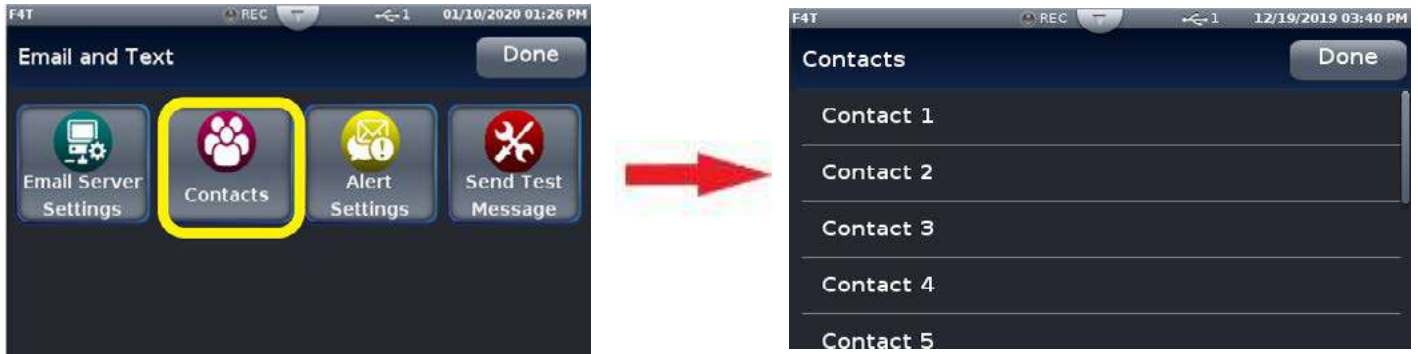 F4T REC 1 01/10/2020 01:26 PM
Email and Text Done
Email Server Settings
Contacts
Alert Settings
Send Test Message
F4T REC 1 12/19/2019 03:40 PM
Contacts Done
Contact 1
Contact 2
Contact 3
Contact 4
Contact 5